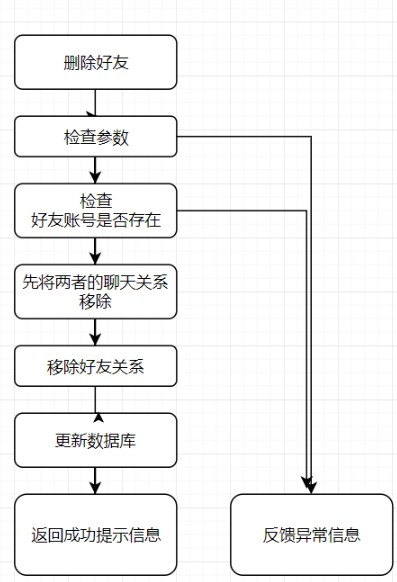 删除好友
检查参数
检查
好友账号是否存在
先将两者的聊天关系
移除
移除好友关系
更新数据库
返回成功提示信息
反馈异常信息